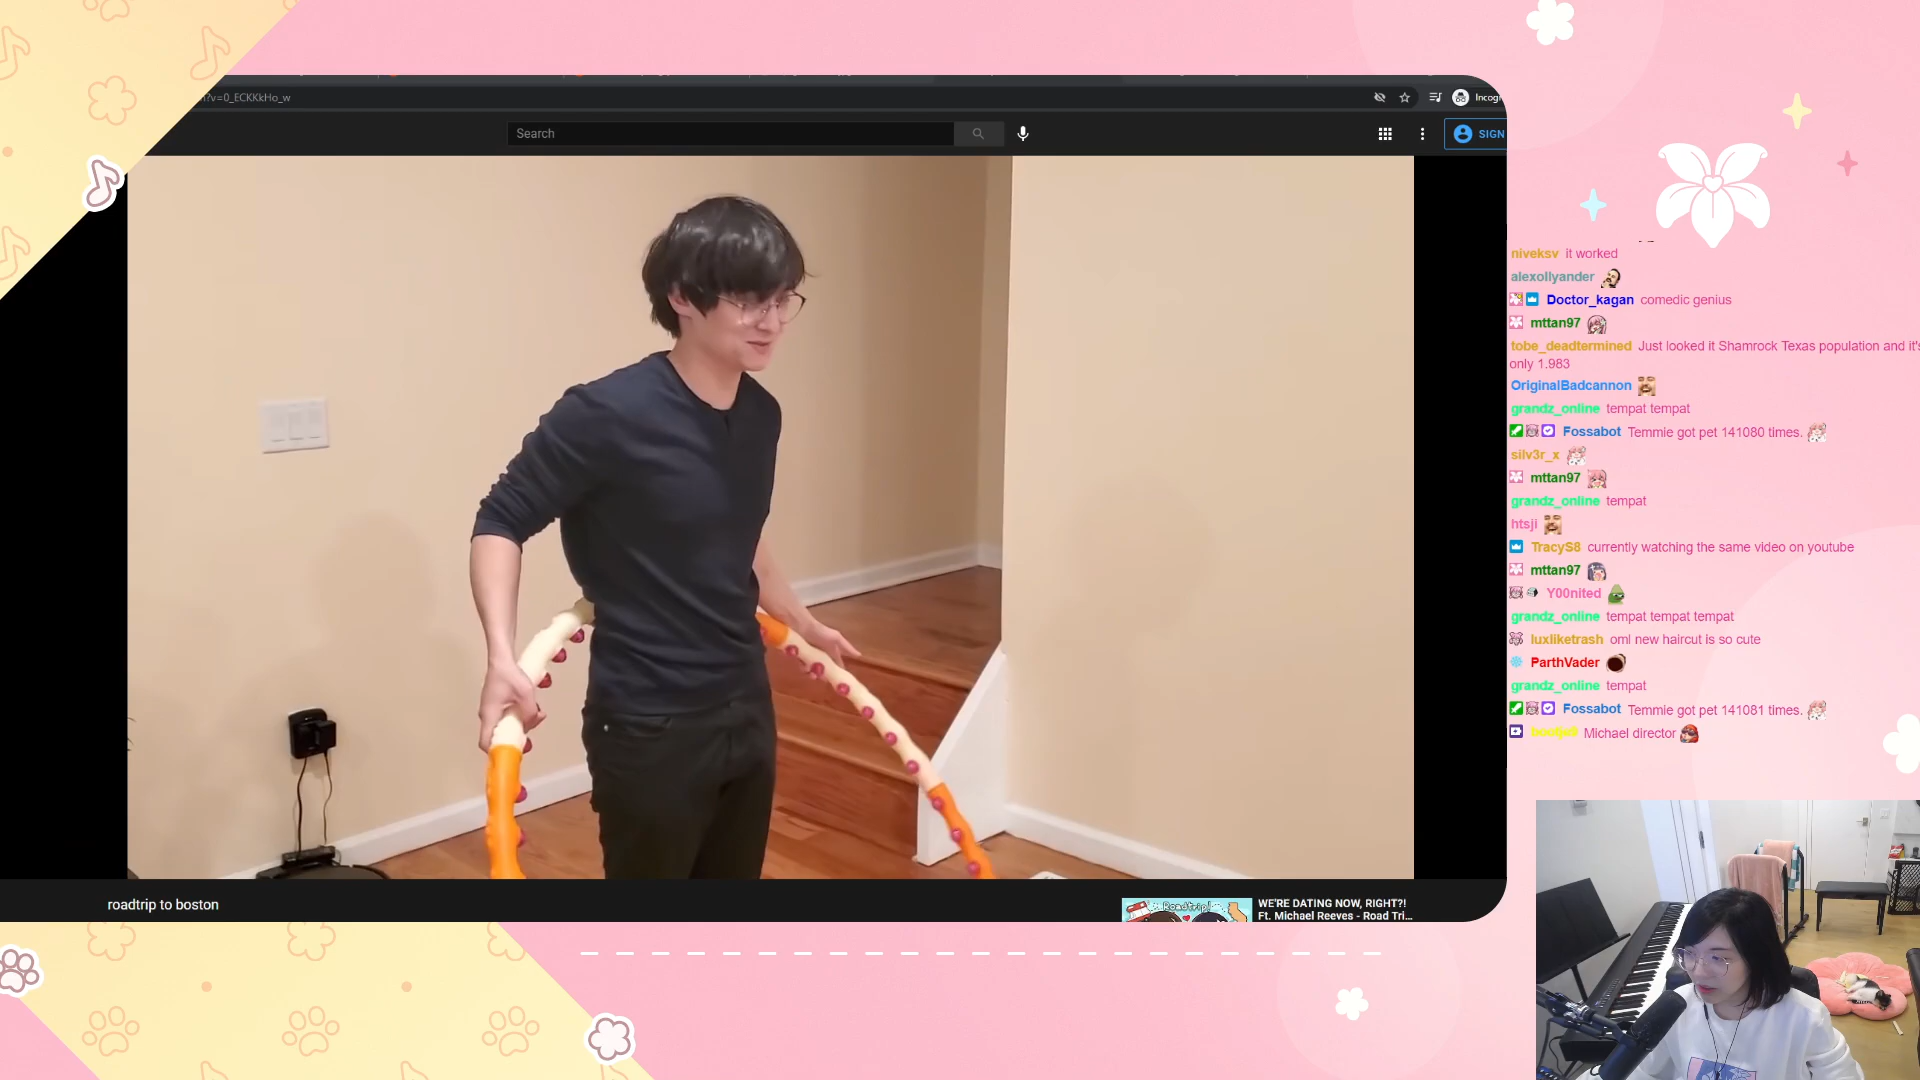 ?v=0_ECKKkHo_w
Incog
Search
SIGN
roadtrip to boston
Roadtrip!
WE'RE DATING NOW, RIGHT?!
Ft. Michael Reeves - Road Tri...
niveksv it worked
alexollyander
Doctor_kagan comedic genius
mttan97
tobe_deadtermined Just looked it Shamrock Texas population and it's
only 1.983
OriginalBadcannon
grandz_online tempat tempat
Fossabot Temmie got pet 141080 times.
silv3r_x
mttan97
grandz_online tempat
htsji
TracyS8 currently watching the same video on youtube
mttan97
Y00nited
grandz_online tempat tempat tempat
luxliketrash oml new haircut is so cute
ParthVader
grandz_online tempat
Fossabot Temmie got pet 141081 times.
Michael director